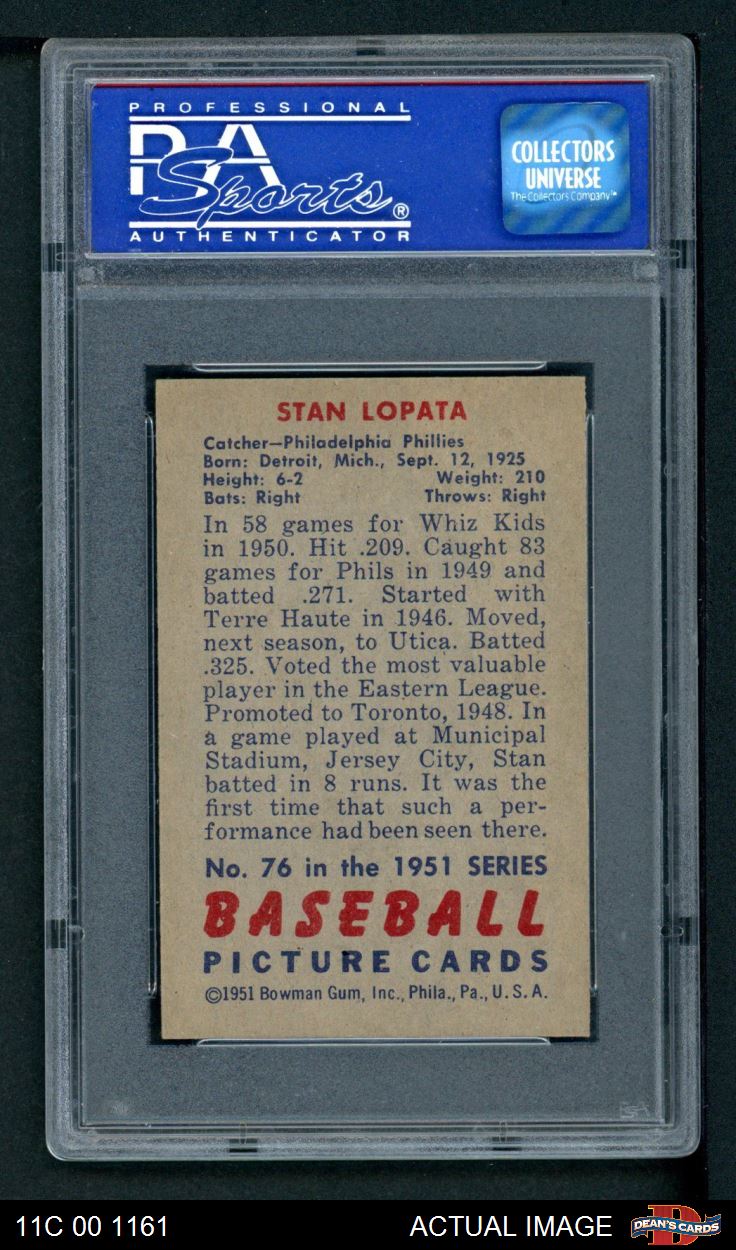 PROFESSIONAL
PSA
Sports®
AUTHENTICATOR
COLLECTORS
UNIVERSE
The Collectors Company™
STAN LOPATA
Catcher—Philadelphia Phillies
Born: Detroit, Mich., Sept. 12, 1925
Height: 6-2 Weight: 210
Bats: Right Throws: Right
In 58 games for Whiz Kids
in 1950. Hit .209. Caught 83
games for Phils in 1949 and
batted .271. Started with
Terre Haute in 1946. Moved,
next season, to Utica. Batted
.325. Voted the most valuable
player in the Eastern League.
Promoted to Toronto, 1948. In
a game played at Municipal
Stadium, Jersey City, Stan
batted in 8 runs. It was the
first time that such a per-
formance had been seen there.
No. 76 in the 1951 SERIES
BASEBALL
PICTURE CARDS
©1951 Bowman Gum, Inc., Phila., Pa., U.S.A.
11C 00 1161 ACTUAL IMAGE DEAN'S CARDS